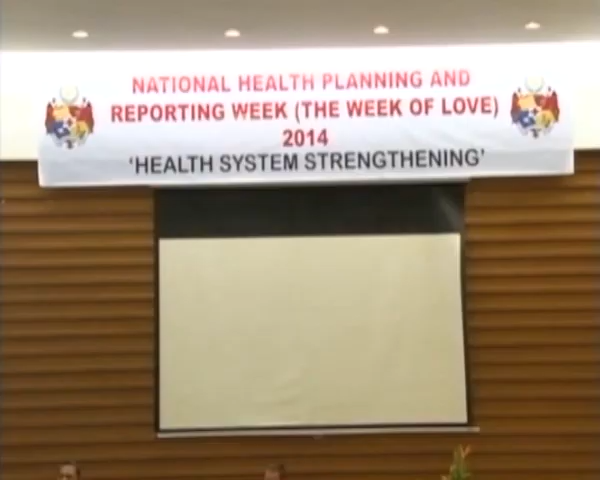 NATIONAL HEALTH PLANNING AND
REPORTING WEEK (THE WEEK OF LOVE)
2014
'HEALTH SYSTEM STRENGTHENING'